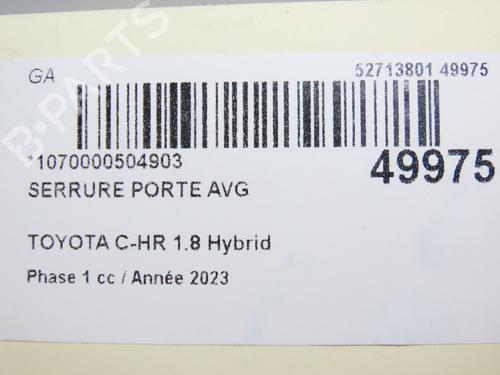 GA
52713801 49975
*1070000504903
49975
SERRURE PORTE AVG
TOYOTA C-HR 1.8 Hybrid
Phase 1 cc / Année 2023
B-PARTS